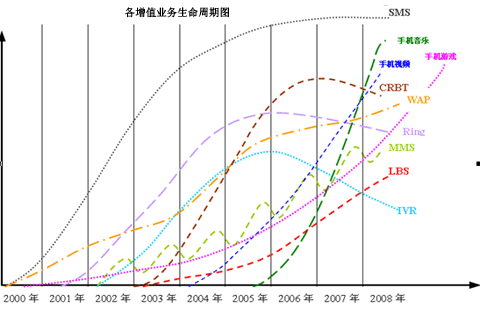 各增值业务生命周期图
SMS
手机音乐
手机游戏
手机视频
CRBT
WAP
Ring
MMS
LBS
IVR
2000 年 2001 年 2002 年 2003 年 2004 年 2005 年 2006 年 2007 年 2008 年